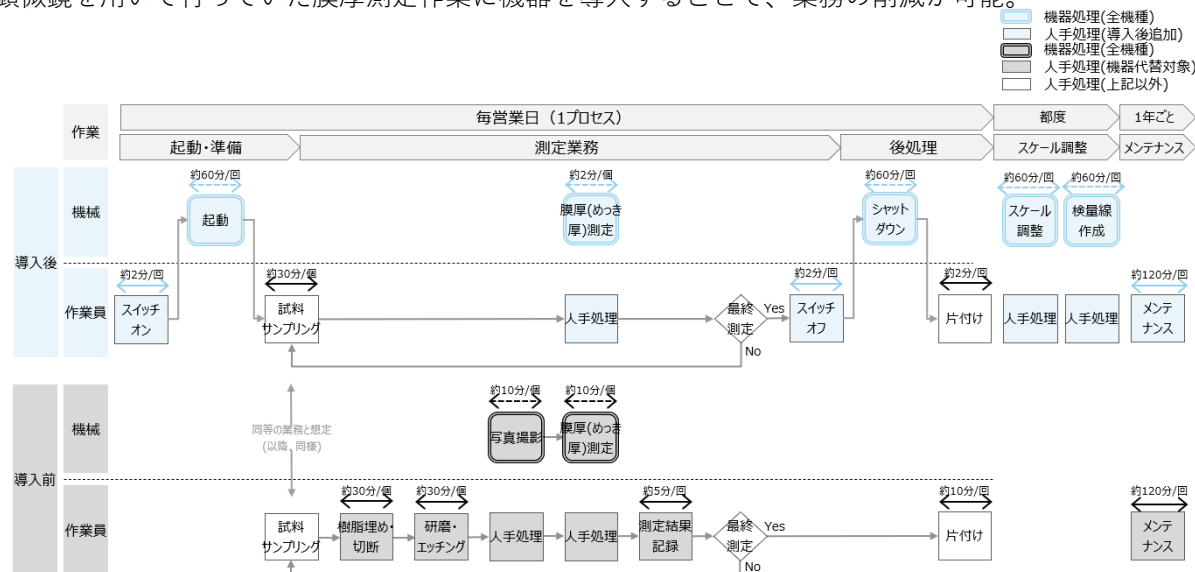 顕微鏡を用いて行っていた膜厚測定作業に機器を導入することで、業務の削減が可能。
機器処理(全機種)
人手処理(導入後追加)
機器処理(全機種)
人手処理(機器代替対象)
人手処理(上記以外)
作業
毎営業日（1プロセス）
都度
1年ごと
起動・準備
測定業務
後処理
スケール調整
メンテナンス
導入後
機械
約60分/回
起動
約2分/個
膜厚(めっき
厚)測定
約60分/回
シャット
ダウン
約60分/回
スケール
調整
約60分/回
検量線
作成
作業員
約2分/回
スイッチ
オン
約30分/個
試料
サンプリング
人手処理
最終
測定
Yes
No
約2分/回
スイッチ
オフ
約2分/回
片付け
人手処理
人手処理
約120分/回
メンテ
ナンス
同等の業務と想定
(以降、同様)
導入前
機械
約10分/個
写真撮影
約10分/個
膜厚(めっき
厚)測定
作業員
試料
サンプリング
約30分/個
樹脂埋め・
切断
約30分/個
研磨・
エッチング
人手処理
人手処理
約5分/回
測定結果
記録
最終
測定
Yes
No
約10分/回
片付け
約120分/回
メンテ
ナンス